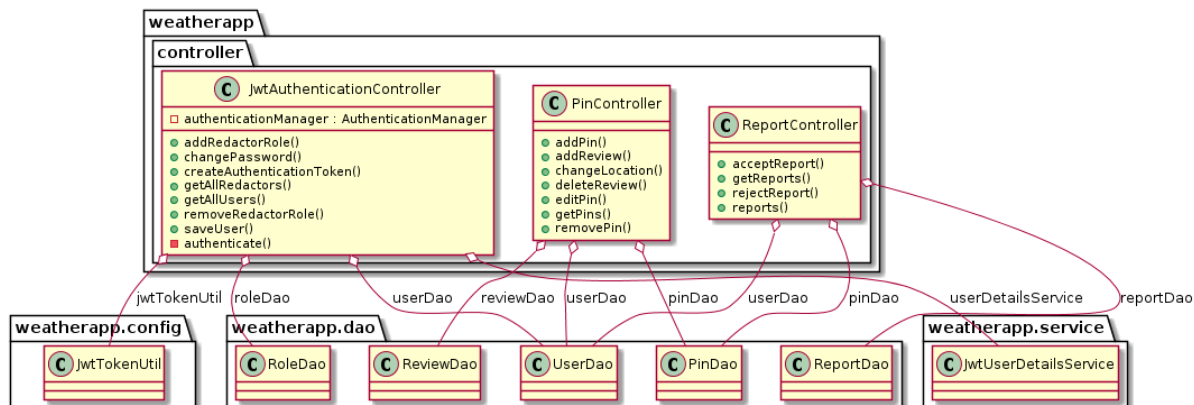 weatherapp
controller
C JwtAuthenticationController
authenticationManager : AuthenticationManager
addRedactorRole()
changePassword()
createAuthenticationToken()
getAllRedactors()
getAllUsers()
removeRedactorRole()
saveUser()
authenticate()
C PinController
addPin()
addReview()
changeLocation()
deleteReview()
editPin()
getPins()
removePin()
C ReportController
acceptReport()
getReports()
rejectReport()
reports()
jwtTokenUtil roleDao userDao reviewDao userDao pinDao userDao pinDao userDetailsService reportDao
weatherapp.config
C JwtTokenUtil
weatherapp.dao
C RoleDao
C ReviewDao
C UserDao
C PinDao
C ReportDao
weatherapp.service
C JwtUserDetailsService